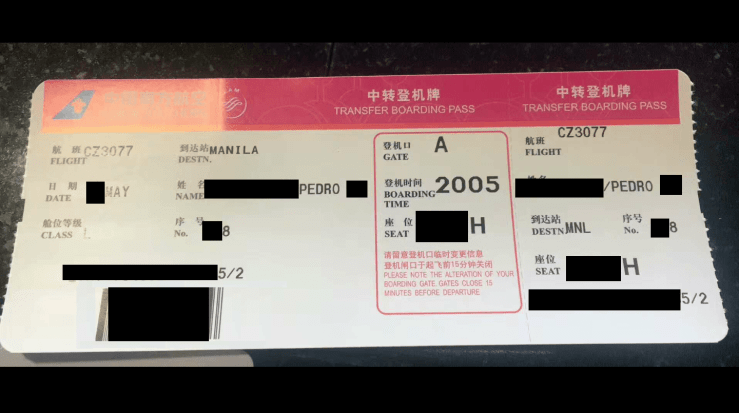 中转登机牌
TRANSFER BOARDING PASS
航 班 CZ3077
FLIGHT
到达站 MANILA
DESTN.
日 期 MAY
DATE
姓 名 PEDRO
NAME
舱位等级
CLASS L
序 号 8
No.
5/2
登机口 A
GATE
登机时间 2005
BOARDING
TIME
座 位 H
SEAT
请留意登机口临时变更信息
登机闸口于起飞前15分钟关闭
PLEASE NOTE THE ALTERATION OF YOUR
BOARDING GATE. GATES CLOSE 15
MINUTES BEFORE DEPARTURE.
中转登机牌
TRANSFER BOARDING PASS
航班 CZ3077
FLIGHT
/PEDRO
到达站 序号
DESTN MNL No. 8
座位 H
SEAT
5/2